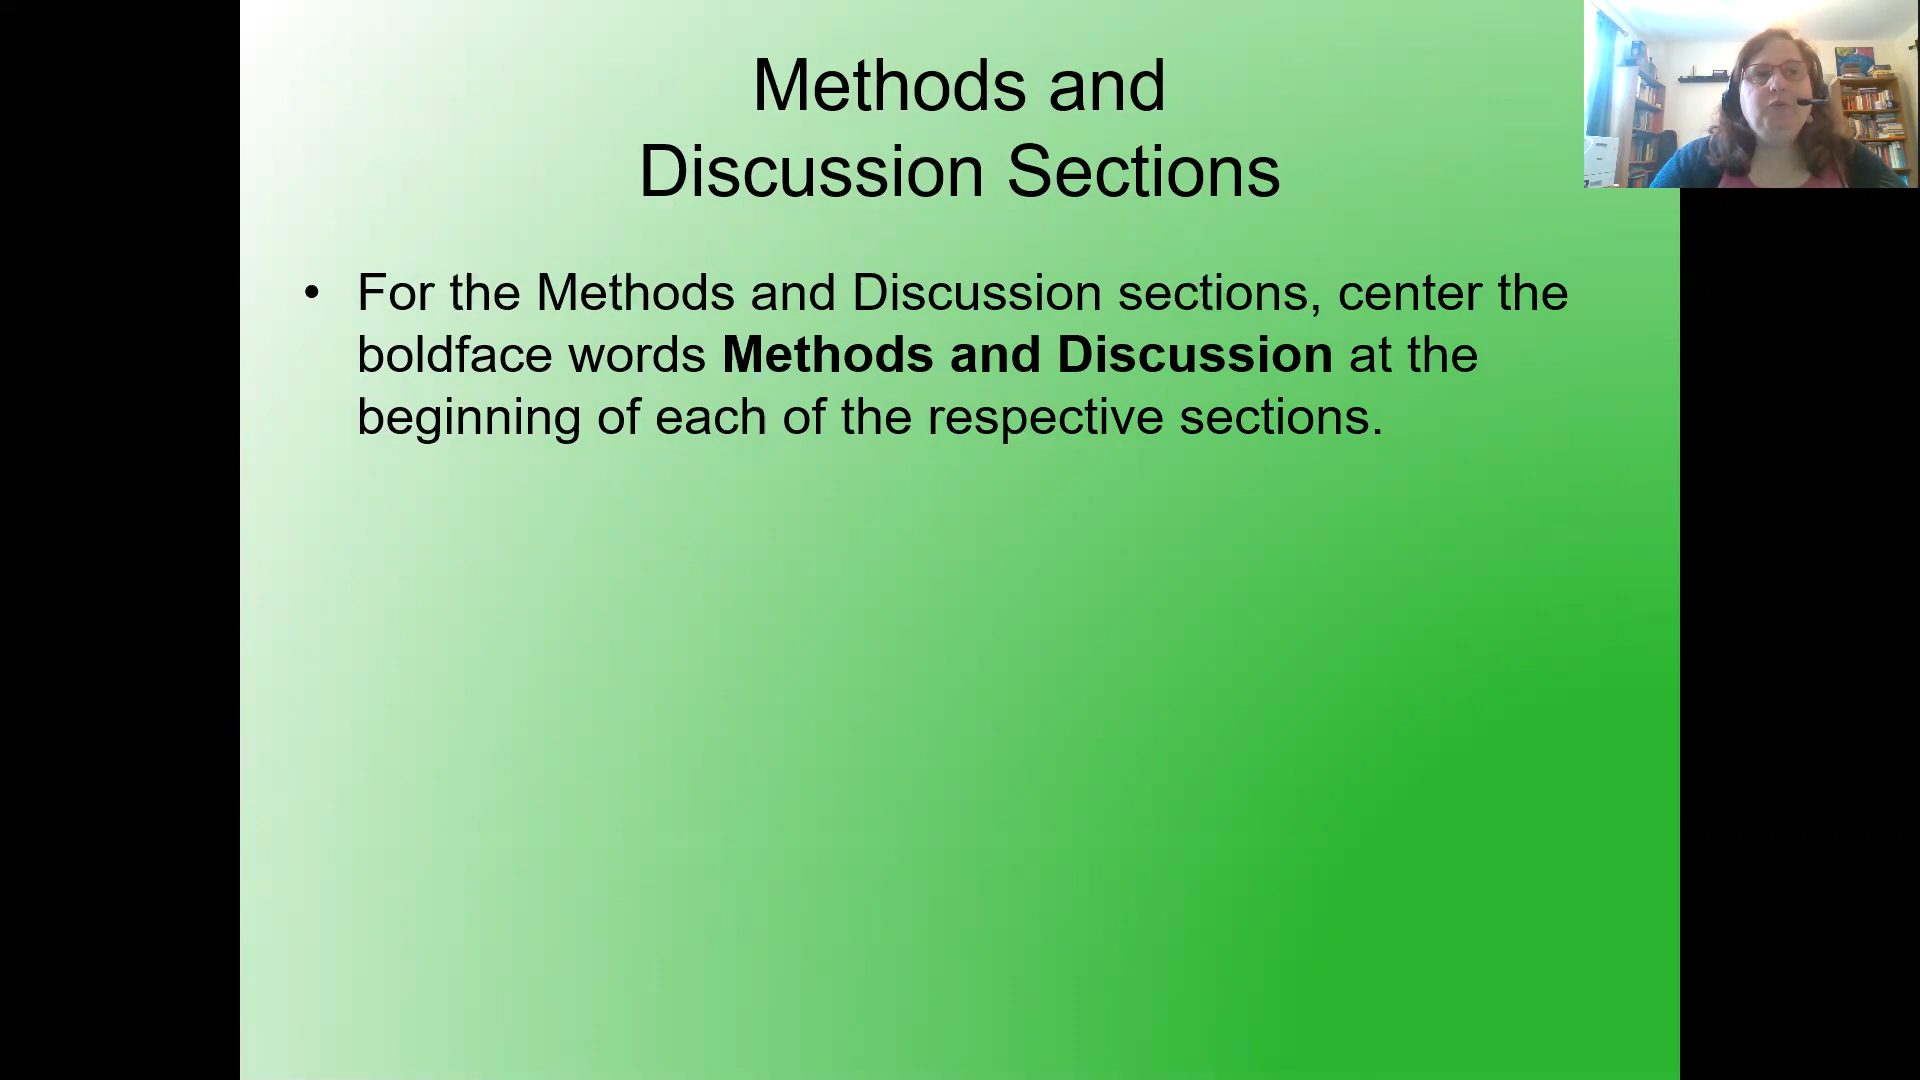 Methods and
Discussion Sections
• For the Methods and Discussion sections, center the
boldface words Methods and Discussion at the
beginning of each of the respective sections.